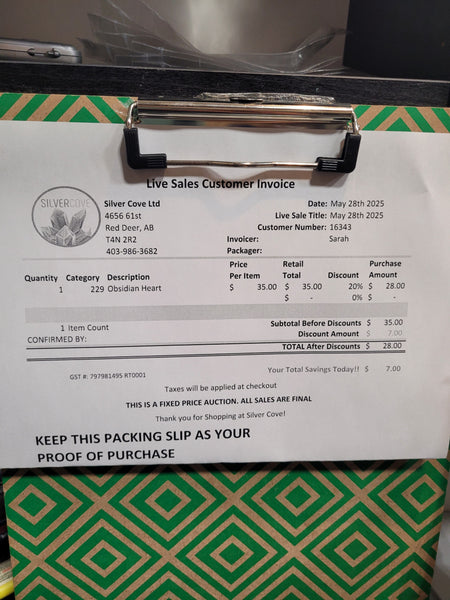 Live Sales Customer Invoice
SILVERCOVE
Silver Cove Ltd
4656 61st
Red Deer, AB
T4N 2R2
403-986-3682
Date: May 28th 2025
Live Sale Title: May 28th 2025
Customer Number: 16343
Invoicer: Sarah
Packager:
Quantity Category Description Price Per Item Retail Total Discount Purchase Amount
1 229 Obsidian Heart $ 35.00 $ 35.00 20% $ 28.00
$ - 0% $ -
1 Item Count
CONFIRMED BY:
Subtotal Before Discounts $ 35.00
Discount Amount $ 7.00
TOTAL After Discounts $ 28.00
GST #: 797981495 RT0001
Your Total Savings Today!! $ 7.00
Taxes will be applied at checkout
THIS IS A FIXED PRICE AUCTION. ALL SALES ARE FINAL
Thank you for Shopping at Silver Cove!
KEEP THIS PACKING SLIP AS YOUR
PROOF OF PURCHASE